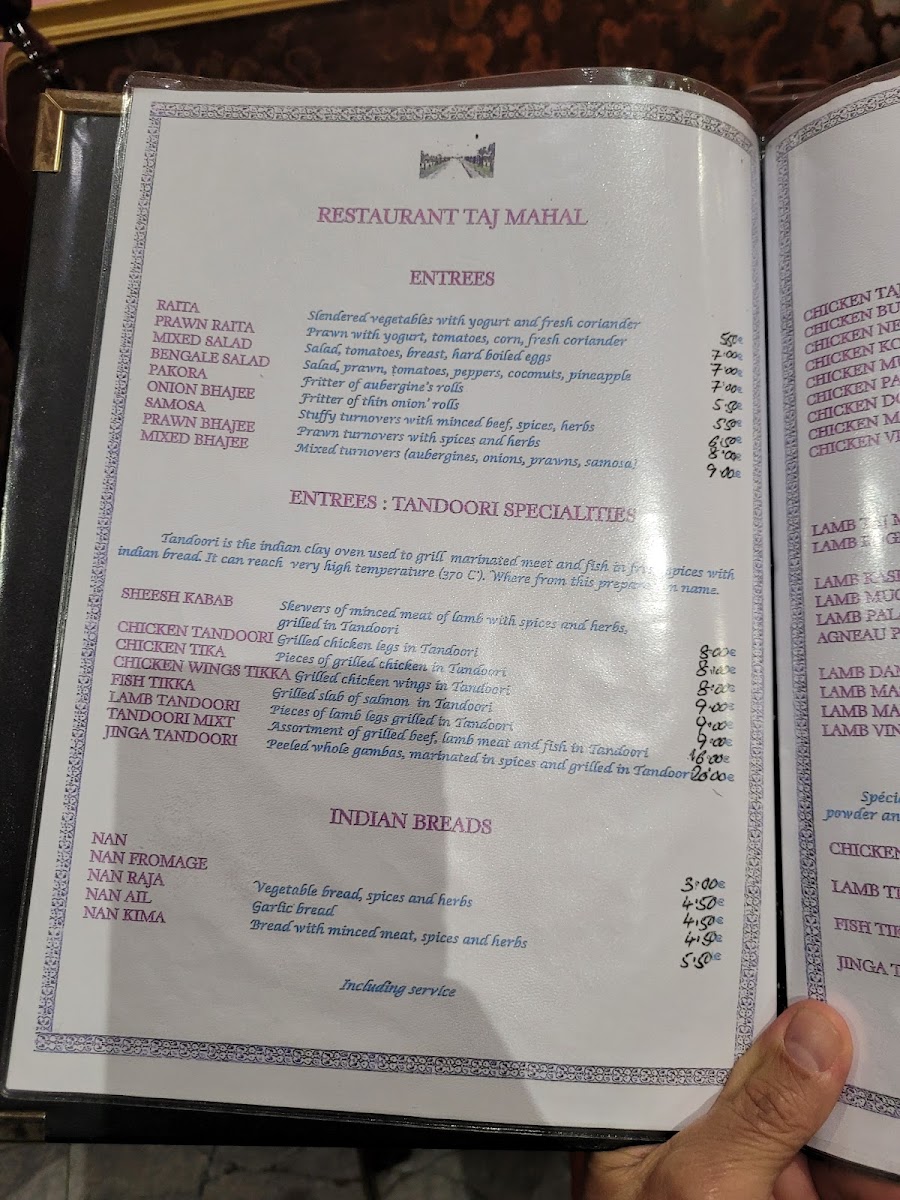 RESTAURANT TAJ MAHAL
ENTREES
RAITA Slendered vegetables with yogurt and fresh coriander
PRAWN RAITA Prawn with yogurt, tomatoes, corn, fresh coriander 7.00€
MIXED SALAD Salad, tomatoes, breast, hard boiled eggs 7.00€
BENGALE SALAD Salad, prawn, tomatoes, peppers, coconuts, pineapple 7.00€
PAKORA Fritter of aubergine's rolls 5.50€
ONION BHAJEE Fritter of thin onion' rolls 5.50€
SAMOSA Stuffy turnovers with minced beef, spices, herbs 6.50€
PRAWN BHAJEE Prawn turnovers with spices and herbs 8.00€
MIXED BHAJEE Mixed turnovers (aubergines, onions, prawns, samosa) 9.00€
ENTREES : TANDOORI SPECIALITIES
Tandoori is the indian clay oven used to grill marinated meet and fish in spices with
indian bread. It can reach very high temperature (370 C°). Where from this name.
SHEESH KABAB Skewers of minced meat of lamb with spices and herbs,
grilled in Tandoori 8.00€
CHICKEN TANDOORI Grilled chicken legs in Tandoori 8.00€
CHICKEN TIKA Pieces of grilled chicken in Tandoori 8.00€
CHICKEN WINGS TIKKA Grilled chicken wings in Tandoori 9.00€
FISH TIKKA Grilled slab of salmon in Tandoori 9.00€
LAMB TANDOORI Pieces of lamb legs grilled in Tandoori 9.00€
TANDOORI MIXT Assortment of grilled beef, lamb meat and fish in Tandoori 16.00€
JINGA TANDOORI Peeled whole gambas, marinated in spices and grilled in Tandoori 20.00€
INDIAN BREADS
NAN 3.00€
NAN FROMAGE 4.50€
NAN RAJA Vegetable bread, spices and herbs 4.50€
NAN AIL Garlic bread 4.50€
NAN KIMA Bread with minced meat, spices and herbs 5.50€
Including service
CHICKEN
CHICKEN
CHICKEN
CHICKEN
CHICKEN
CHICKEN
CHICKEN
CHICKEN
CHICKEN
LAMB
LAMB
LAMB
LAMB
LAMB
AGNEAU
LAMB
LAMB
LAMB
LAMB
powder
CHICKEN
LAMB
FISH
JINGA